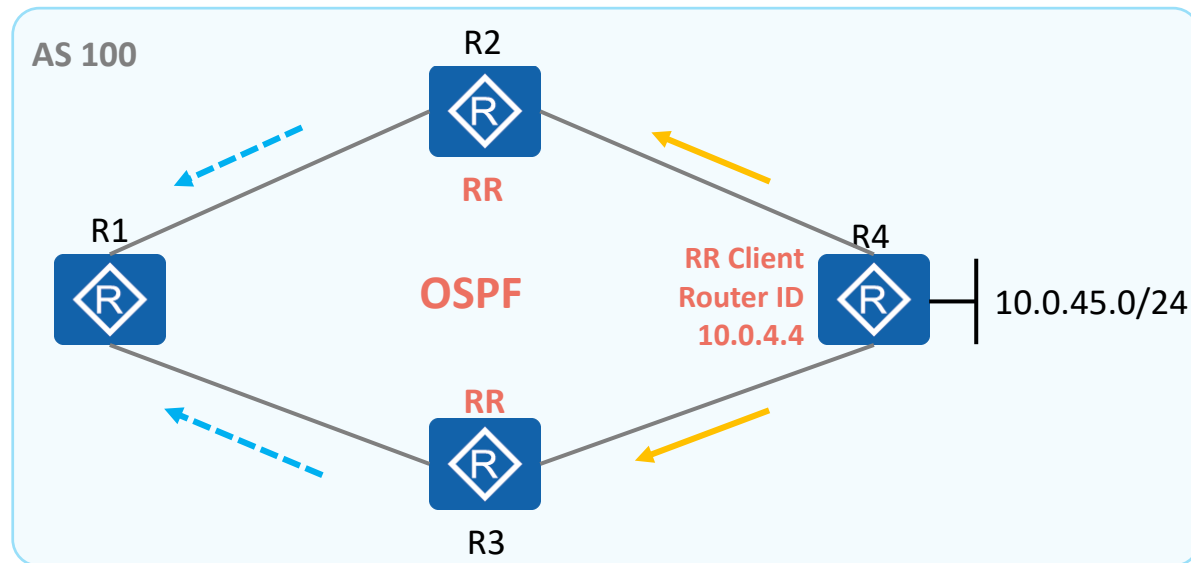 AS 100
R2
R
RR
R1
R
OSPF
R4
RR Client
Router ID
10.0.4.4
R
10.0.45.0/24
RR
R
R3